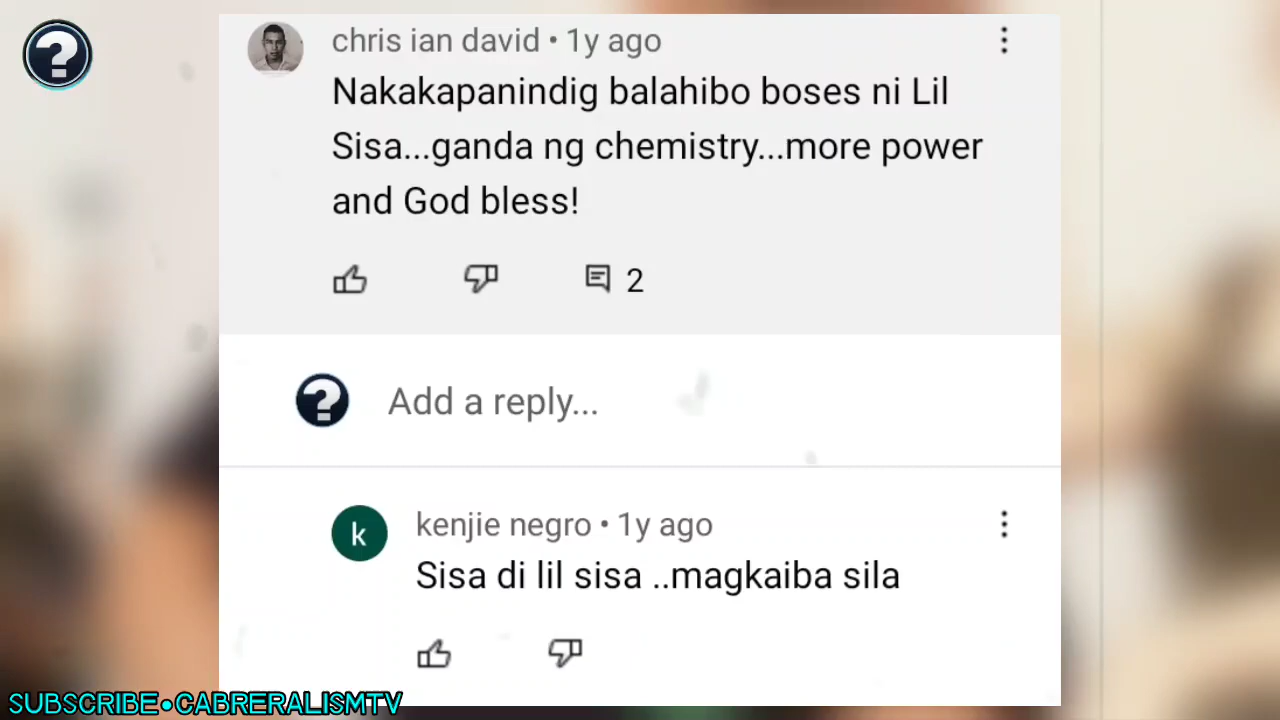 ?
chris ian david • 1y ago
Nakakapanindig balahibo boses ni Lil
Sisa...ganda ng chemistry...more power
and God bless!
2
?
Add a reply...
k
kenjie negro • 1y ago
Sisa di lil sisa ..magkaiba sila
SUBSCRIBE•CABRERALISMTV